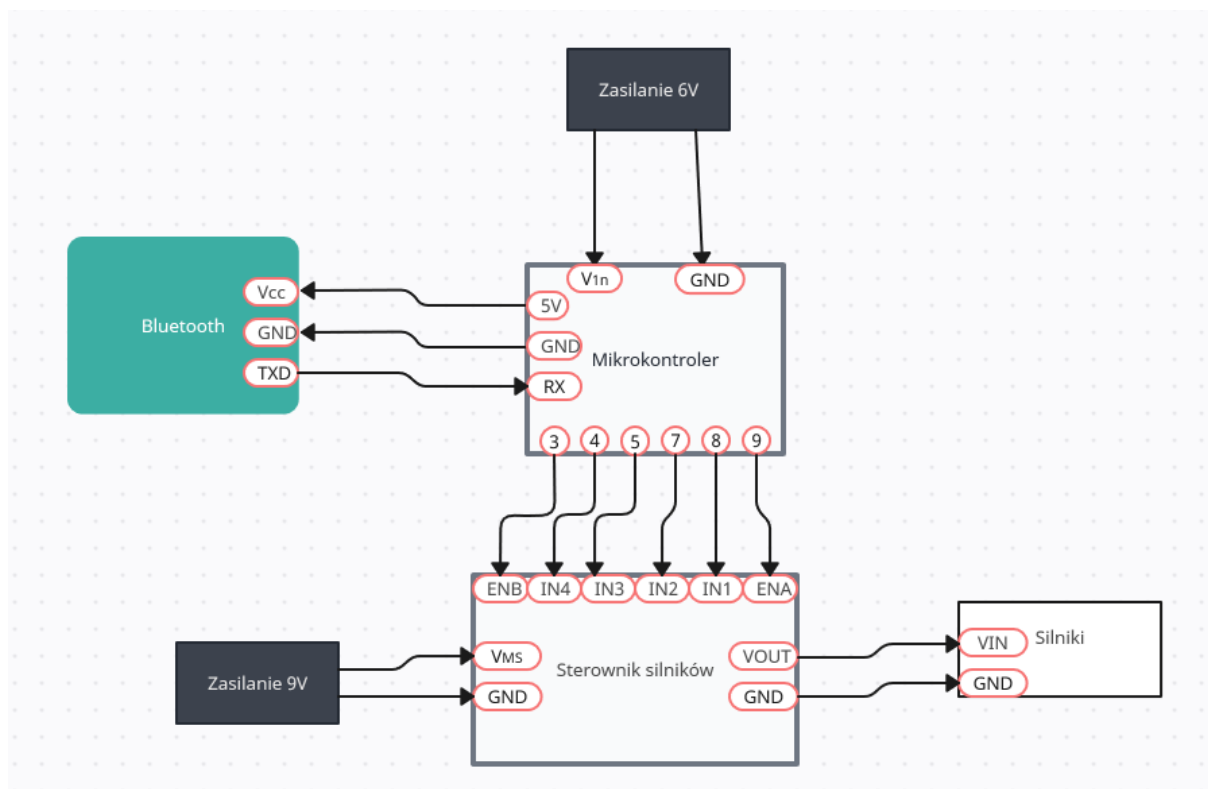 Zasilanie 6V
V1n
GND
Vcc
5V
Bluetooth
GND
GND
Mikrokontroler
TXD
RX
3 4 5 7 8 9
ENB IN4 IN3 IN2 IN1 ENA
Silniki
VIN
VMS
VOUT
Sterownik silników
Zasilanie 9V
GND
GND
GND